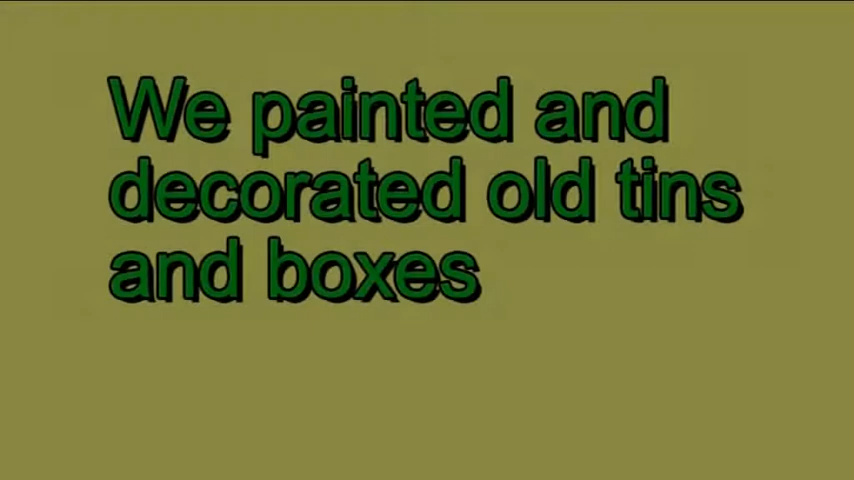 We painted and
decorated old tins
and boxes